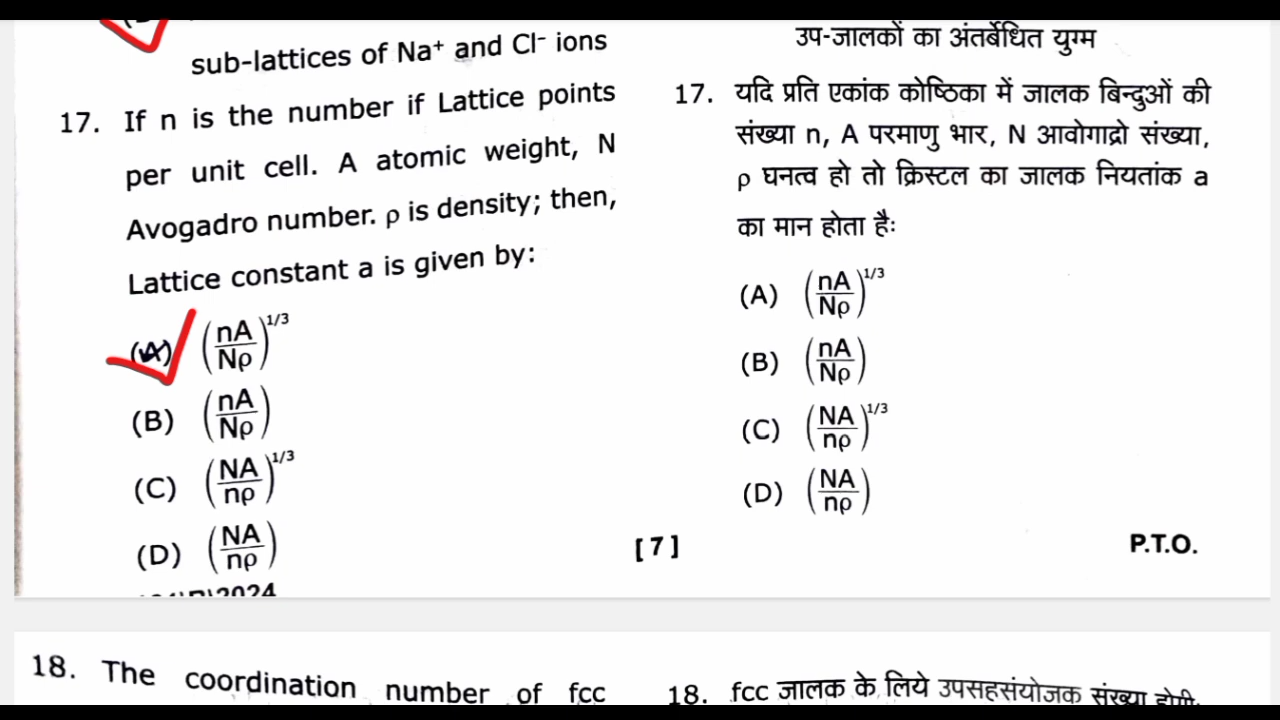 sub-lattices of Na⁺ and Cl⁻ ions
17. If n is the number if Lattice points
per unit cell. A atomic weight, N
Avogadro number. ρ is density; then,
Lattice constant a is given by:
(A) (nA/Nρ)^1/3
(B) (nA/Nρ)
(C) (NA/nρ)^1/3
(D) (NA/nρ)
2024
उप-जालकों का अंतर्बेधित युग्म
17. यदि प्रति एकांक कोष्ठिका में जालक बिन्दुओं की
संख्या n, A परमाणु भार, N आवोगाद्रो संख्या,
ρ घनत्व हो तो क्रिस्टल का जालक नियतांक a
का मान होता है:
(A) (nA/Nρ)^1/3
(B) (nA/Nρ)
(C) (NA/nρ)^1/3
(D) (NA/nρ)
[7]
P.T.O.
18. The coordination number of fcc
18. fcc जालक के लिये उपसहसंयोजक संख्या होगी